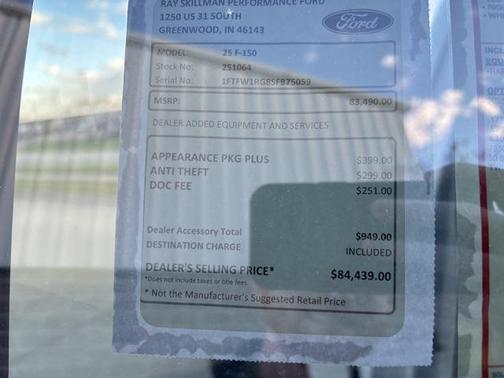 RAY SKILLMAN PERFORMANCE FORD
1250 US 31 SOUTH
GREENWOOD, IN 46143
Ford
MODEL: 25 F-150
Stock No: 251064
Serial No: 1FTFW1RG8SFB75059
MSRP: 83,490.00
DEALER ADDED EQUIPMENT AND SERVICES
APPEARANCE PKG PLUS $399.00
ANTI THEFT $299.00
DOC FEE $251.00
Dealer Accessory Total $949.00
DESTINATION CHARGE INCLUDED
DEALER'S SELLING PRICE* $84,439.00
*Does not include taxes or title fees.
* Not the Manufacturer's Suggested Retail Price